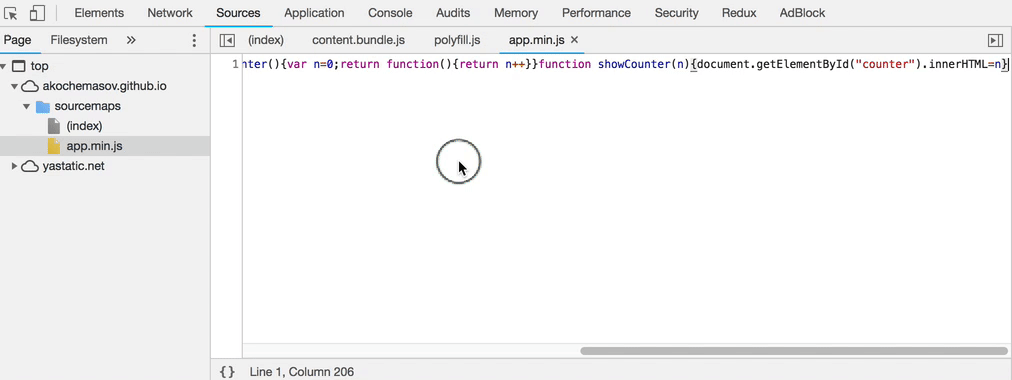 Elements Network Sources Application Console Audits Memory Performance Security Redux AdBlock
Page Filesystem » (index) content.bundle.js polyfill.js app.min.js ×
top
akochemasov.github.io
sourcemaps
(index)
app.min.js
yastatic.net
1 nter(){var n=0;return function(){return n++}}function showCounter(n){document.getElementById("counter").innerHTML=n}
{} Line 1, Column 206